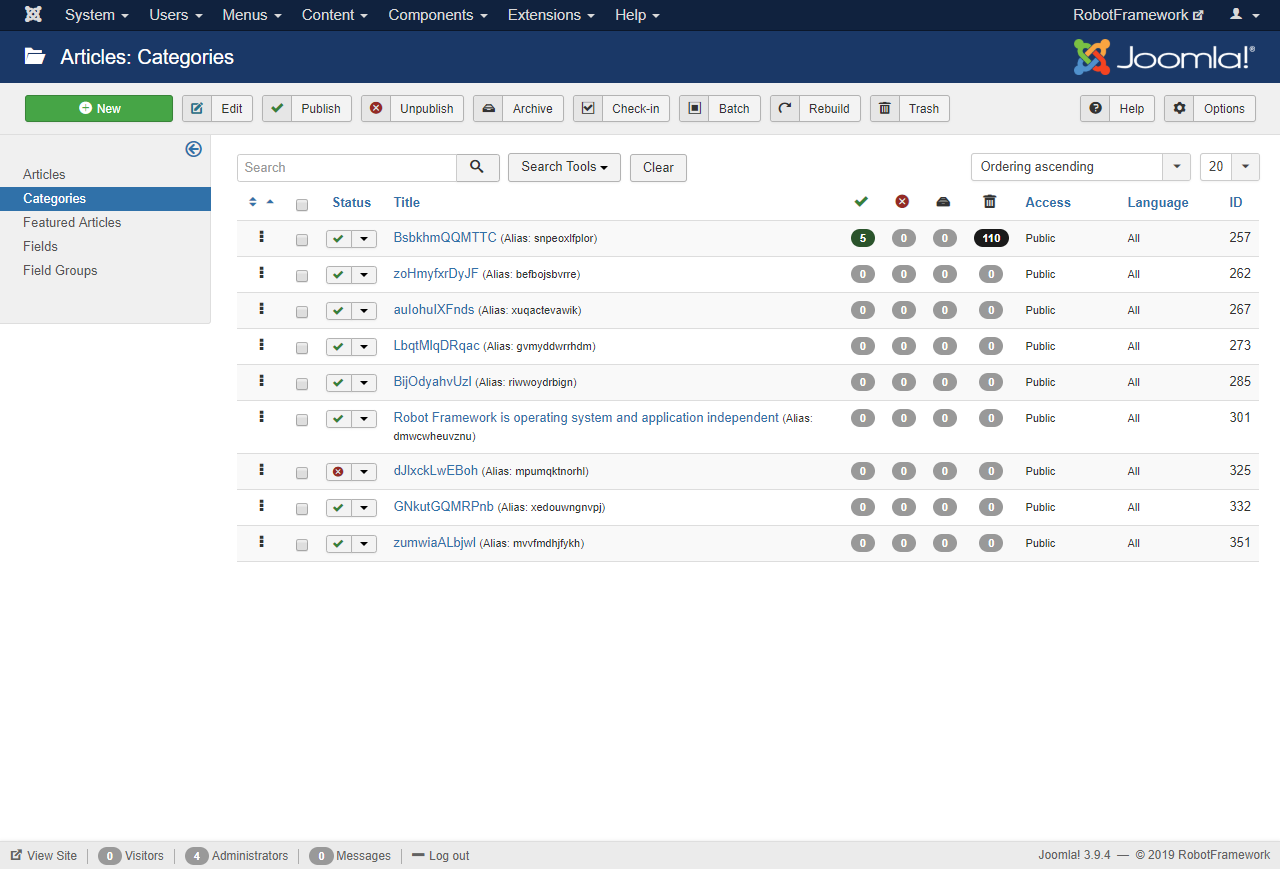 System Users Menus Content Components Extensions Help RobotFramework
Articles: Categories Joomla!®
New Edit Publish Unpublish Archive Check-in Batch Rebuild Trash Help Options
Articles
Categories
Featured Articles
Fields
Field Groups
Search Search Tools Clear Ordering ascending 20
Status Title Access Language ID
BsbkhmQQMTTC (Alias: snpeoxlfplor) 5 0 0 110 Public All 257
zoHmyfxrDyJF (Alias: befbojsbvrre) 0 0 0 0 Public All 262
auIohuIXFnds (Alias: xuqactevawik) 0 0 0 0 Public All 267
LbqtMlqDRqac (Alias: gvmyddwrrhdm) 0 0 0 0 Public All 273
BijOdyahvUzI (Alias: riwwoydrbign) 0 0 0 0 Public All 285
Robot Framework is operating system and application independent (Alias: 0 0 0 0 Public All 301
dmwcwheuvznu)
dJlxckLwEBoh (Alias: mpumqktnorhl) 0 0 0 0 Public All 325
GNkutGQMRPnb (Alias: xedouwngnvpj) 0 0 0 0 Public All 332
zumwiaALbjwl (Alias: mvvfmdhjfykh) 0 0 0 0 Public All 351
View Site 0 Visitors 4 Administrators 0 Messages Log out Joomla! 3.9.4 — © 2019 RobotFramework